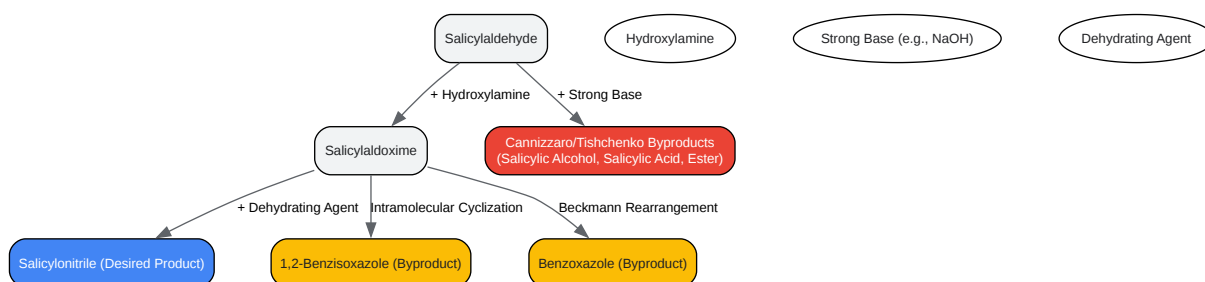 Salicylaldehyde
Hydroxylamine
Strong Base (e.g., NaOH)
Dehydrating Agent
+ Hydroxylamine
+ Strong Base
Salicylaldoxime
Cannizzaro/Tishchenko Byproducts
(Salicylic Alcohol, Salicylic Acid, Ester)
+ Dehydrating Agent
Intramolecular Cyclization
Beckmann Rearrangement
Salicylonitrile (Desired Product)
1,2-Benzisoxazole (Byproduct)
Benzoxazole (Byproduct)